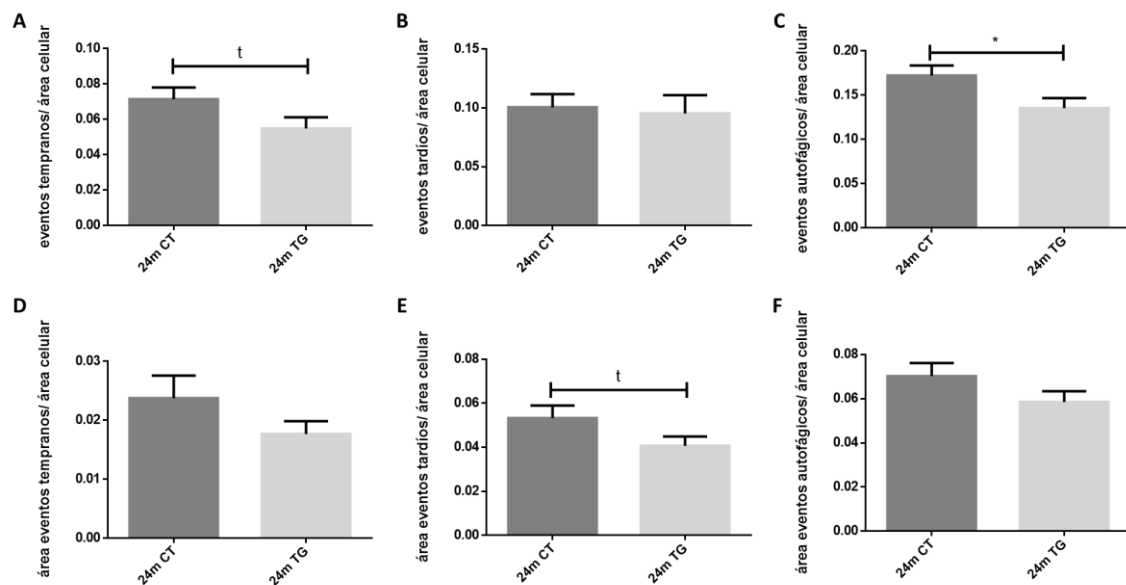 A
eventos tempranos/ área celular
0.10
0.08
0.06
0.04
0.02
0.00
t
24m CT
24m TG
B
eventos tardíos/ área celular
0.15
0.10
0.05
0.00
24m CT
24m TG
C
eventos autofágicos/ área celular
0.20
0.15
0.10
0.05
0.00
*
24m CT
24m TG
D
área eventos tempranos/ área celular
0.03
0.02
0.01
0.00
24m CT
24m TG
E
área eventos tardíos/ área celular
0.08
0.06
0.04
0.02
0.00
t
24m CT
24m TG
F
área eventos autofágicos/ área celular
0.08
0.06
0.04
0.02
0.00
24m CT
24m TG